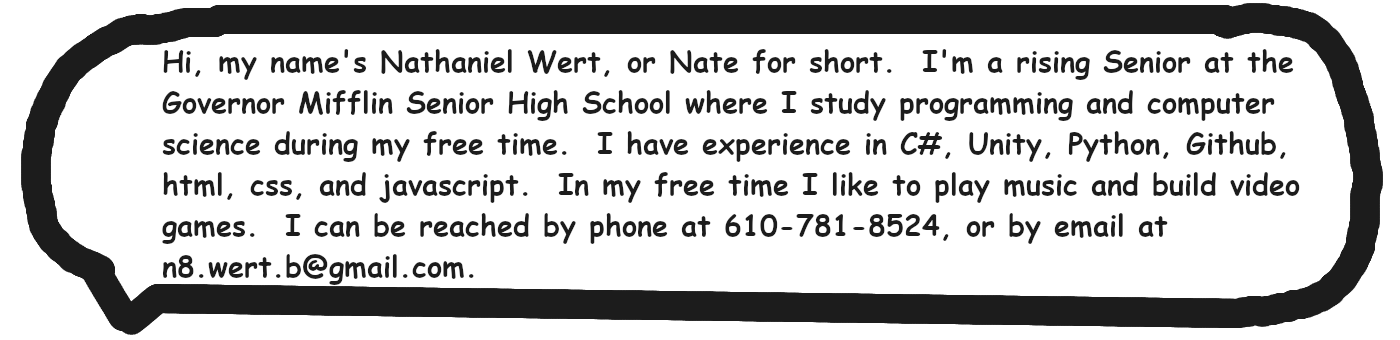 Hi, my name's Nathaniel Wert, or Nate for short.  I'm a rising Senior at the
Governor Mifflin Senior High School where I study programming and computer
science during my free time.  I have experience in C#, Unity, Python, Github,
html, css, and javascript.  In my free time I like to play music and build video
games.  I can be reached by phone at 610-781-8524, or by email at
n8.wert.b@gmail.com.